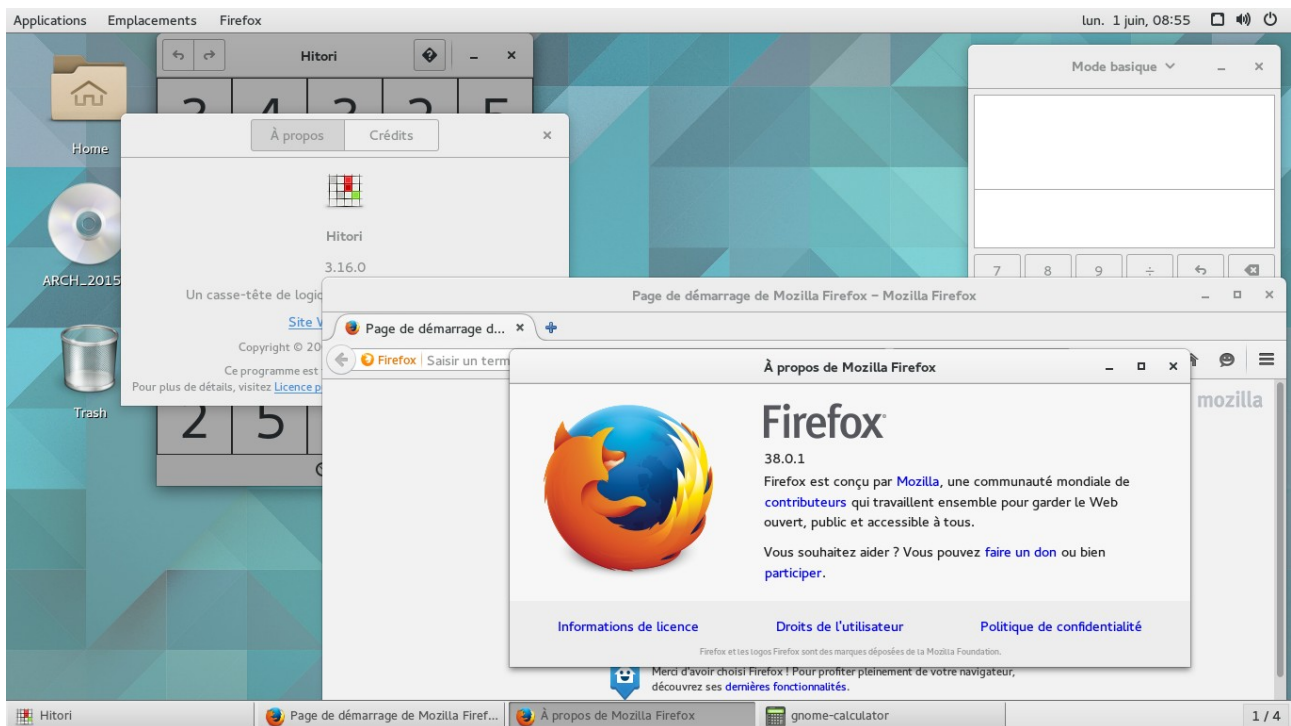 Applications Emplacements Firefox lun. 1 juin, 08:55
Hitori
Mode basique
Home
À propos Crédits
Hitori
3.16.0
ARCH_2015
7 8 9 ÷
Un casse-tête de logic
Site
Copyright © 20
Ce programme est
Pour plus de détails, visitez Licence
Trash
2 5
Page de démarrage de Mozilla Firefox – Mozilla Firefox
Page de démarrage d...
Firefox Saisir un term
mozilla
À propos de Mozilla Firefox
Firefox
38.0.1
Firefox est conçu par Mozilla, une communauté mondiale de
contributeurs qui travaillent ensemble pour garder le Web
ouvert, public et accessible à tous.
Vous souhaitez aider ? Vous pouvez faire un don ou bien
participer.
Informations de licence Droits de l'utilisateur Politique de confidentialité
Firefox et les logos Firefox sont des marques déposées de la Mozilla Foundation.
Merci d'avoir choisi Firefox ! Pour profiter pleinement de votre navigateur,
découvrez ses dernières fonctionnalités.
Hitori Page de démarrage de Mozilla Firef... À propos de Mozilla Firefox gnome-calculator 1 / 4